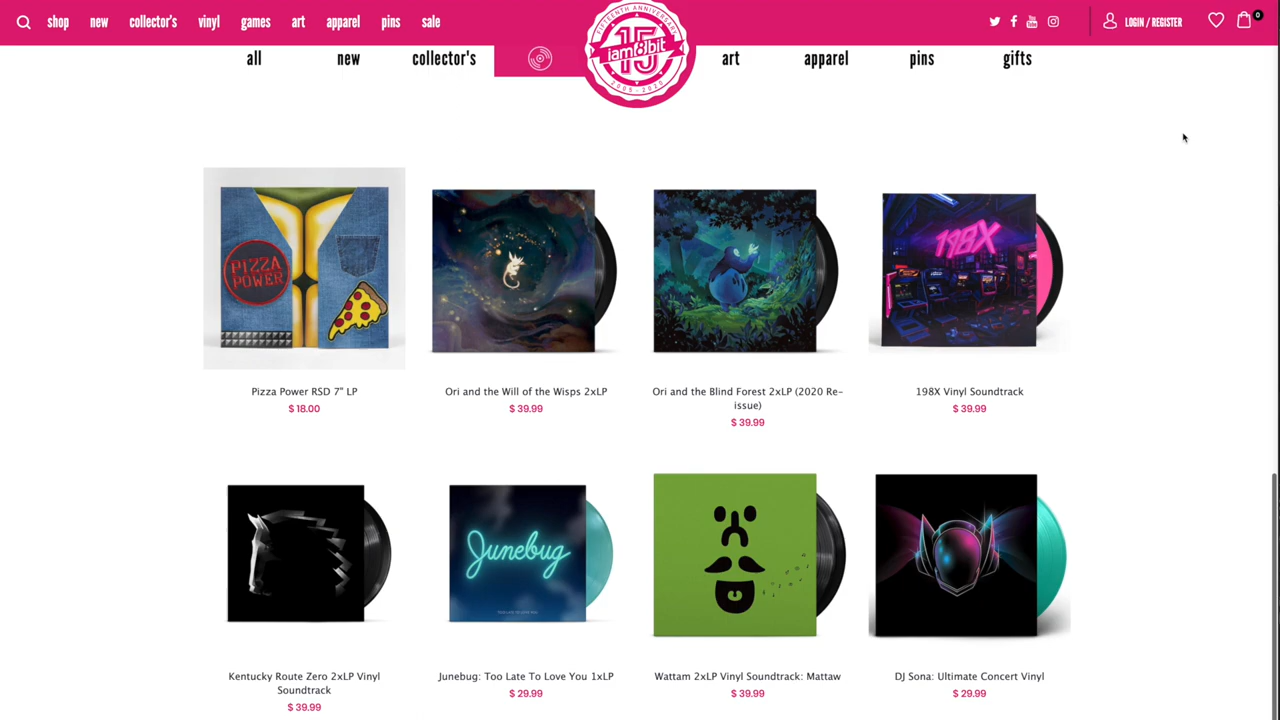 shop new collector's vinyl games art apparel pins sale
LOGIN / REGISTER
0
FIFTEENTH ANNIVERSARY
15
iam8bit
2005 - 2020
all new collector's art apparel pins gifts
PIZZA
POWER
198X
Pizza Power RSD 7" LP
$ 18.00
Ori and the Will of the Wisps 2xLP
$ 39.99
Ori and the Blind Forest 2xLP (2020 Re-
issue)
$ 39.99
198X Vinyl Soundtrack
$ 39.99
Junebug
Kentucky Route Zero 2xLP Vinyl
Soundtrack
$ 39.99
Junebug: Too Late To Love You 1xLP
$ 29.99
Wattam 2xLP Vinyl Soundtrack: Mattaw
$ 39.99
DJ Sona: Ultimate Concert Vinyl
$ 29.99